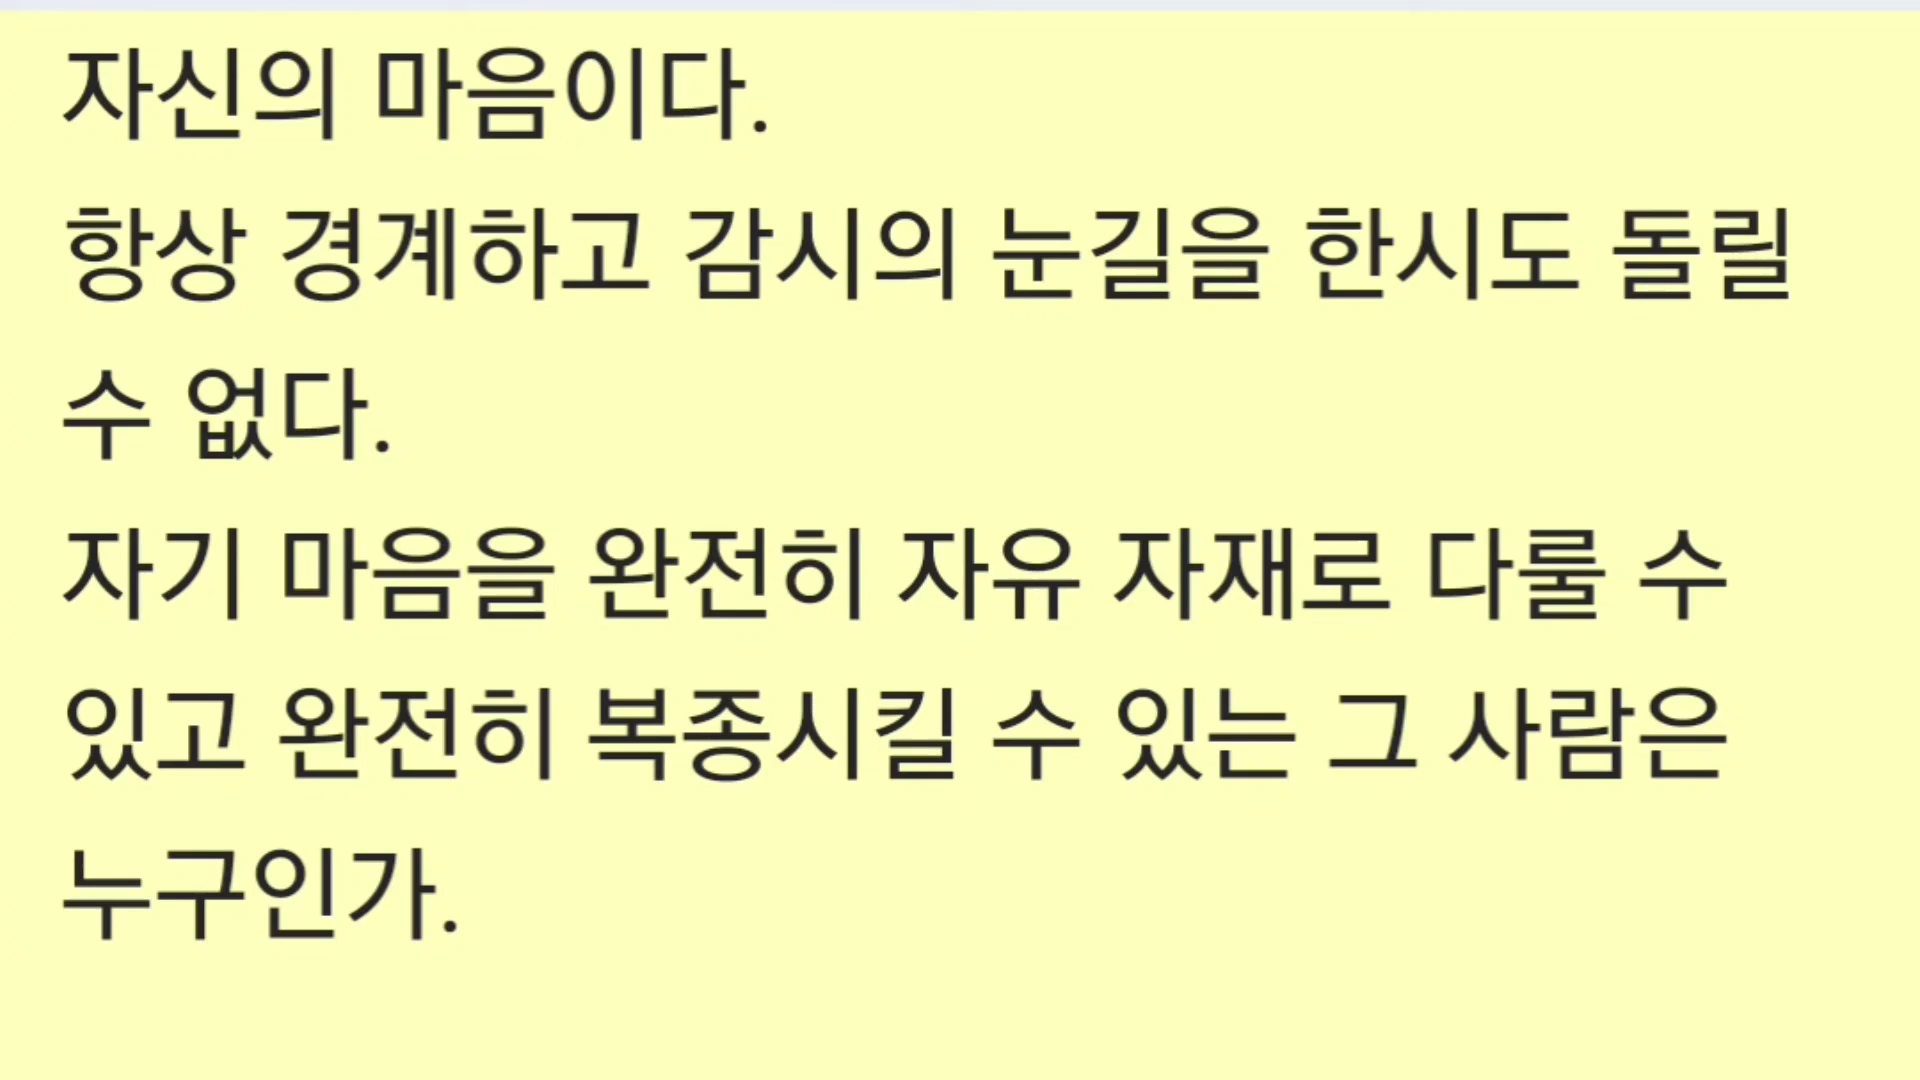 자신의 마음이다.
항상 경계하고 감시의 눈길을 한시도 돌릴
수 없다.
자기 마음을 완전히 자유 자재로 다룰 수
있고 완전히 복종시킬 수 있는 그 사람은
누구인가.